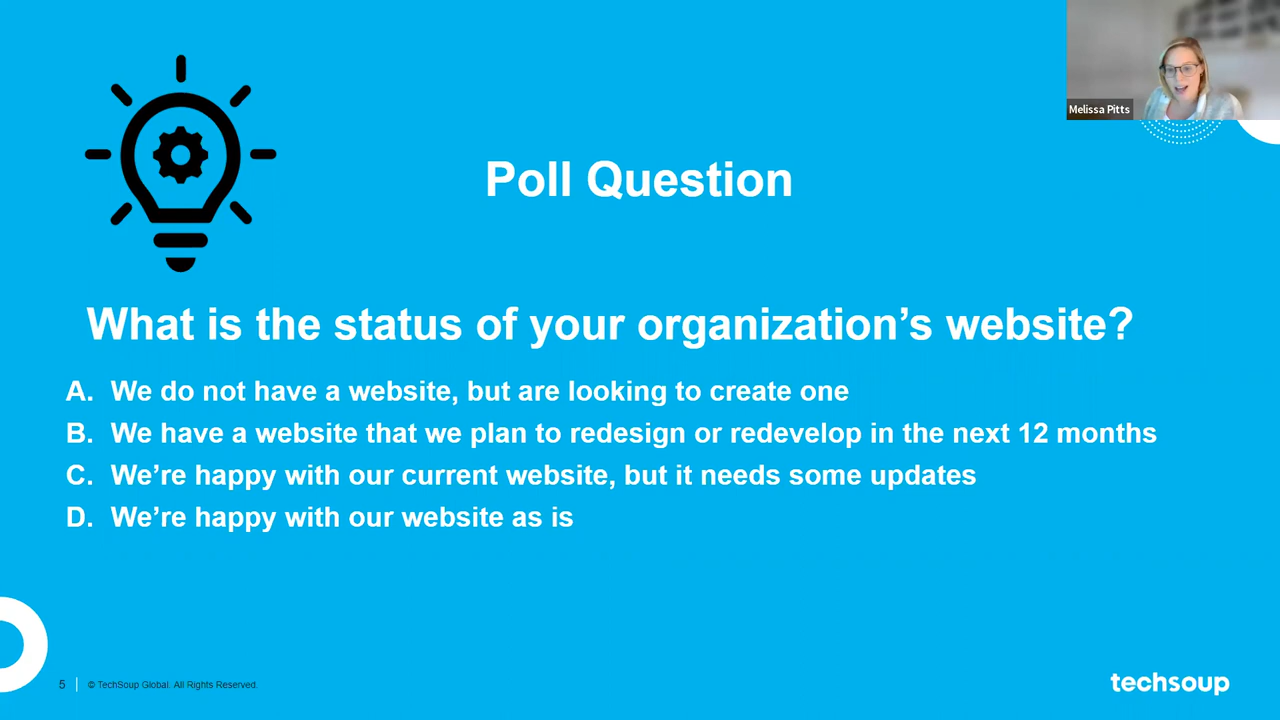 Melissa Pitts
Poll Question
What is the status of your organization’s website?
A. We do not have a website, but are looking to create one
B. We have a website that we plan to redesign or redevelop in the next 12 months
C. We’re happy with our current website, but it needs some updates
D. We’re happy with our website as is
5
© TechSoup Global. All Rights Reserved.
techsoup